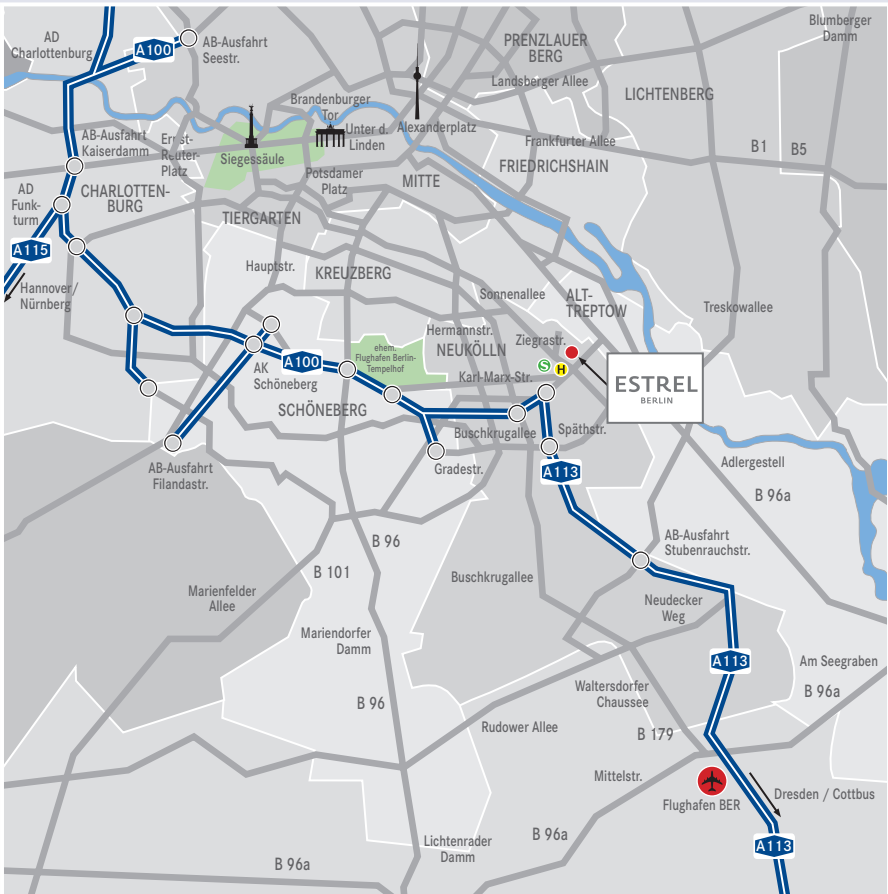 AD
Charlottenburg
A100
AB-Ausfahrt
Seestr.
PRENZLAUER
BERG
Blumberger
Damm
Landsberger Allee
LICHTENBERG
Brandenburger
Tor
Unter d.
Linden
Alexanderplatz
AB-Ausfahrt
Kaiserdamm
Ernst-
Reuter-
Platz
Siegessäule
Frankfurter Allee
B1
B5
FRIEDRICHSHAIN
Potsdamer
Platz
MITTE
AD
Funk-
turm
CHARLOTTEN-
BURG
TIERGARTEN
A115
Hannover/
Nürnberg
Hauptstr.
KREUZBERG
Sonnenallee
ALT-
TREPTOW
Treskowallee
Hermannstr.
Ziegrastr.
ehem.
Flughafen Berlin-
Tempelhof
NEUKÖLLN
A100
AK
Schöneberg
S
H
Karl-Marx-Str.
ESTREL
BERLIN
SCHÖNEBERG
Buschkrugallee
Späthstr.
AB-Ausfahrt
Filandastr.
Gradestr.
A113
Adlergestell
B 96a
B 96
AB-Ausfahrt
Stubenrauchstr.
B 101
Buschkrugallee
Marienfelder
Allee
Neudecker
Weg
Mariendorfer
Damm
A113
Am Seegraben
B 96a
Waltersdorfer
Chaussee
B 96
Rudower Allee
B 179
Mittelstr.
Flughafen BER
Dresden / Cottbus
Lichtenrader
Damm
B 96a
A113
B 96a